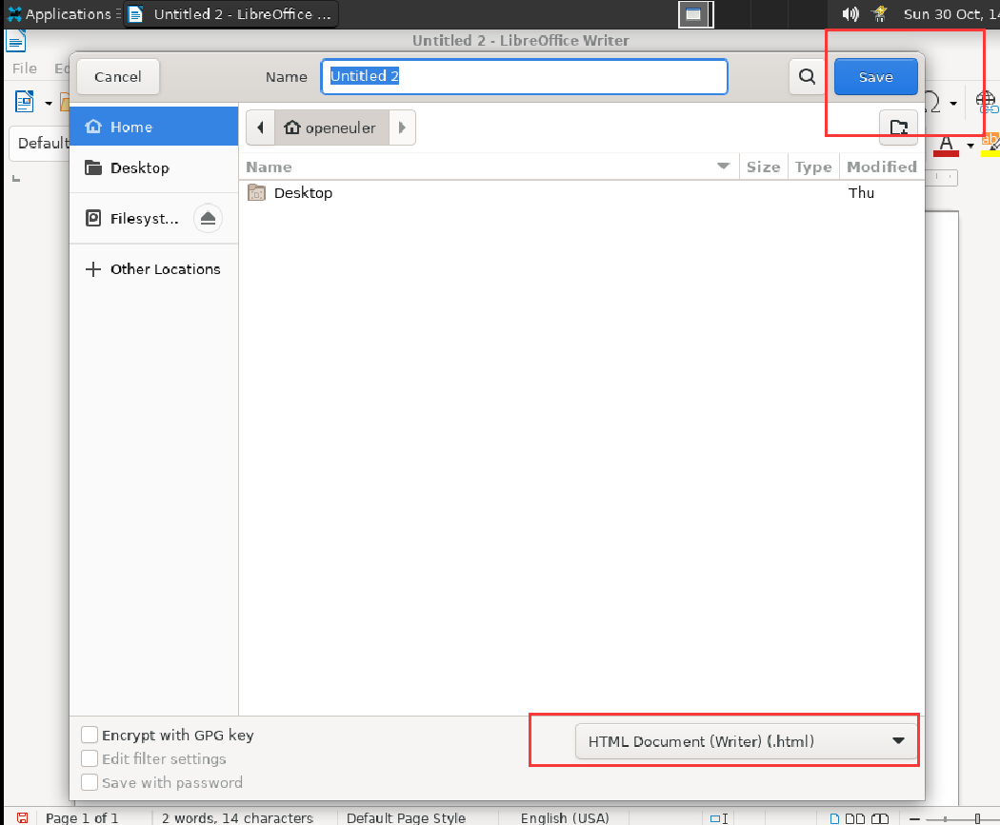 Applications
Untitled 2 - LibreOffice ...
Sun 30 Oct, 14
Untitled 2 - LibreOffice Writer
File
Cancel
Name
Untitled 2
Save
Home
openeuler
Default
Desktop
Name
Size
Type
Modified
Desktop
Thu
Filesyst...
Other Locations
Encrypt with GPG key
HTML Document (Writer) (.html)
Edit filter settings
Save with password
Page 1 of 1
2 words, 14 characters
Default Page Style
English (USA)